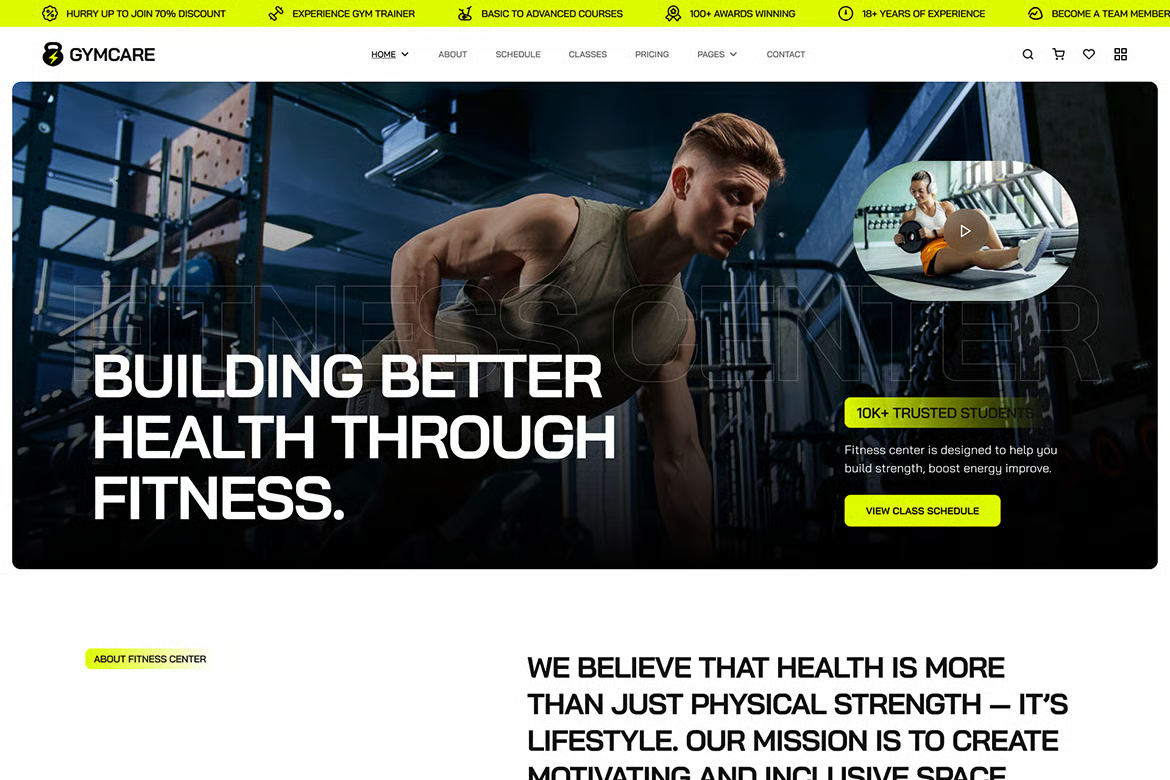 HURRY UP TO JOIN 70% DISCOUNT EXPERIENCE GYM TRAINER BASIC TO ADVANCED COURSES 100+ AWARDS WINNING 18+ YEARS OF EXPERIENCE BECOME A TEAM MEMBER
GYMCARE HOME ABOUT SCHEDULE CLASSES PRICING PAGES CONTACT
FITNESS CENTER
BUILDING BETTER
HEALTH THROUGH
FITNESS.
10K+ TRUSTED STUDENTS
Fitness center is designed to help you
build strength, boost energy improve.
VIEW CLASS SCHEDULE
ABOUT FITNESS CENTER
WE BELIEVE THAT HEALTH IS MORE
THAN JUST PHYSICAL STRENGTH — IT’S
LIFESTYLE. OUR MISSION IS TO CREATE
MOTIVATING AND INCLUSIVE SPACE